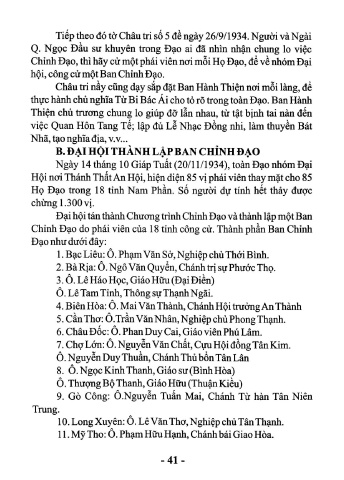 Tiếp theo đó tờ Châu tri số 5 đề ngày 26/9/1934. Người và Ngài
Q. Ngọc Đầu sư khuyên trong Đạo ai đã nhìn nhận chung lo việc
Chỉnh Đạo, thì hãy cử một phái viên nơi mỗi Họ Đạo, để về nhóm Đại
hội, công cử một Ban Chỉnh Đạo.
Châu tri nầy cũng dạy sắp đặt Ban Hành Thiện nơi mỗi làng, để
thực hành chủ nghĩa Từ Bi Bác Ái cho tỏ rõ trong toàn Đạo. Ban Hành
Thiện chủ trương chung lo giúp đỡ lẫn nhau, từ tật bịnh tai nàn đến
việc Quan Hôn Tang Tế; lập đủ Lễ Nhạc Đồng nhi, làm thuyền Bát
Nhã, tạo nghĩa địa, v.v...
B. ĐẠI HỘI THÀNH LẬP BAN CHỈNH ĐẠO
Ngày 14 tháng 10 Giáp Tuất (20/11/1934), toàn Đạo nhóm Đại
Hội nơi Thánh Thất An Hội, hiện diện 85 vị phái viên thay mặt cho 85
Họ Đạo trong 18 tỉnh Nam Phần. Số người dự tính hết thảy được
chừng 1.300 vị.
Đại hội tán thành Chương trình Chỉnh Đạo và thành lập một Ban
Chỉnh Đạo do phái viên của 18 tỉnh công cử. Thành phần Ban Chỉnh
Đạo như dưới đây:
1. Bạc Liêu: Ô. Phạm Văn Sở, Nghiệp chủ Thới Bình.
2. Bà Rịa: Ô. Ngô Văn Quyển, Chánh trị sự Phước Thọ.
3. Ô. Lê Háo Học, Giáo Hữu (Đại Điền)
Ô. Lê Tam Tỉnh, Thông sự Thạnh Ngãi.
4. Biên Hòa: Ô. Mai Văn Thành, Chánh Hội trưởng An Thành
5. Cần Thơ: Ô.Trần Văn Nhân, Nghiệp chủ Phong Thạnh.
6. Châu Đốc: Ô. Phan Duy Cai, Giáo viên Phú Lâm.
7. Chợ Lớn: Ô. Nguyễn Văn Chất, Cựu Hội đồng Tân Kim.
Ô. Nguyễn Duy Thuần, Chánh Thủ bổn Tân Lân
8. Ô. Ngọc Kinh Thanh, Giáo sư (Bình Hòa)
Ô. Thượng Bộ Thanh, Giáo Hữu (Thuận Kiều)
9. Gò Công: Ô.Nguyễn Tuấn Mai, Chánh Từ hàn Tân Niên
Trung.
10. Long Xuyên: Ô. Lê Văn Thơ, Nghiệp chủ Tân Thạnh.
11. Mỹ Tho: Ô. Phạm Hữu Hạnh, Chánh bái Giao Hòa.
- 41 -